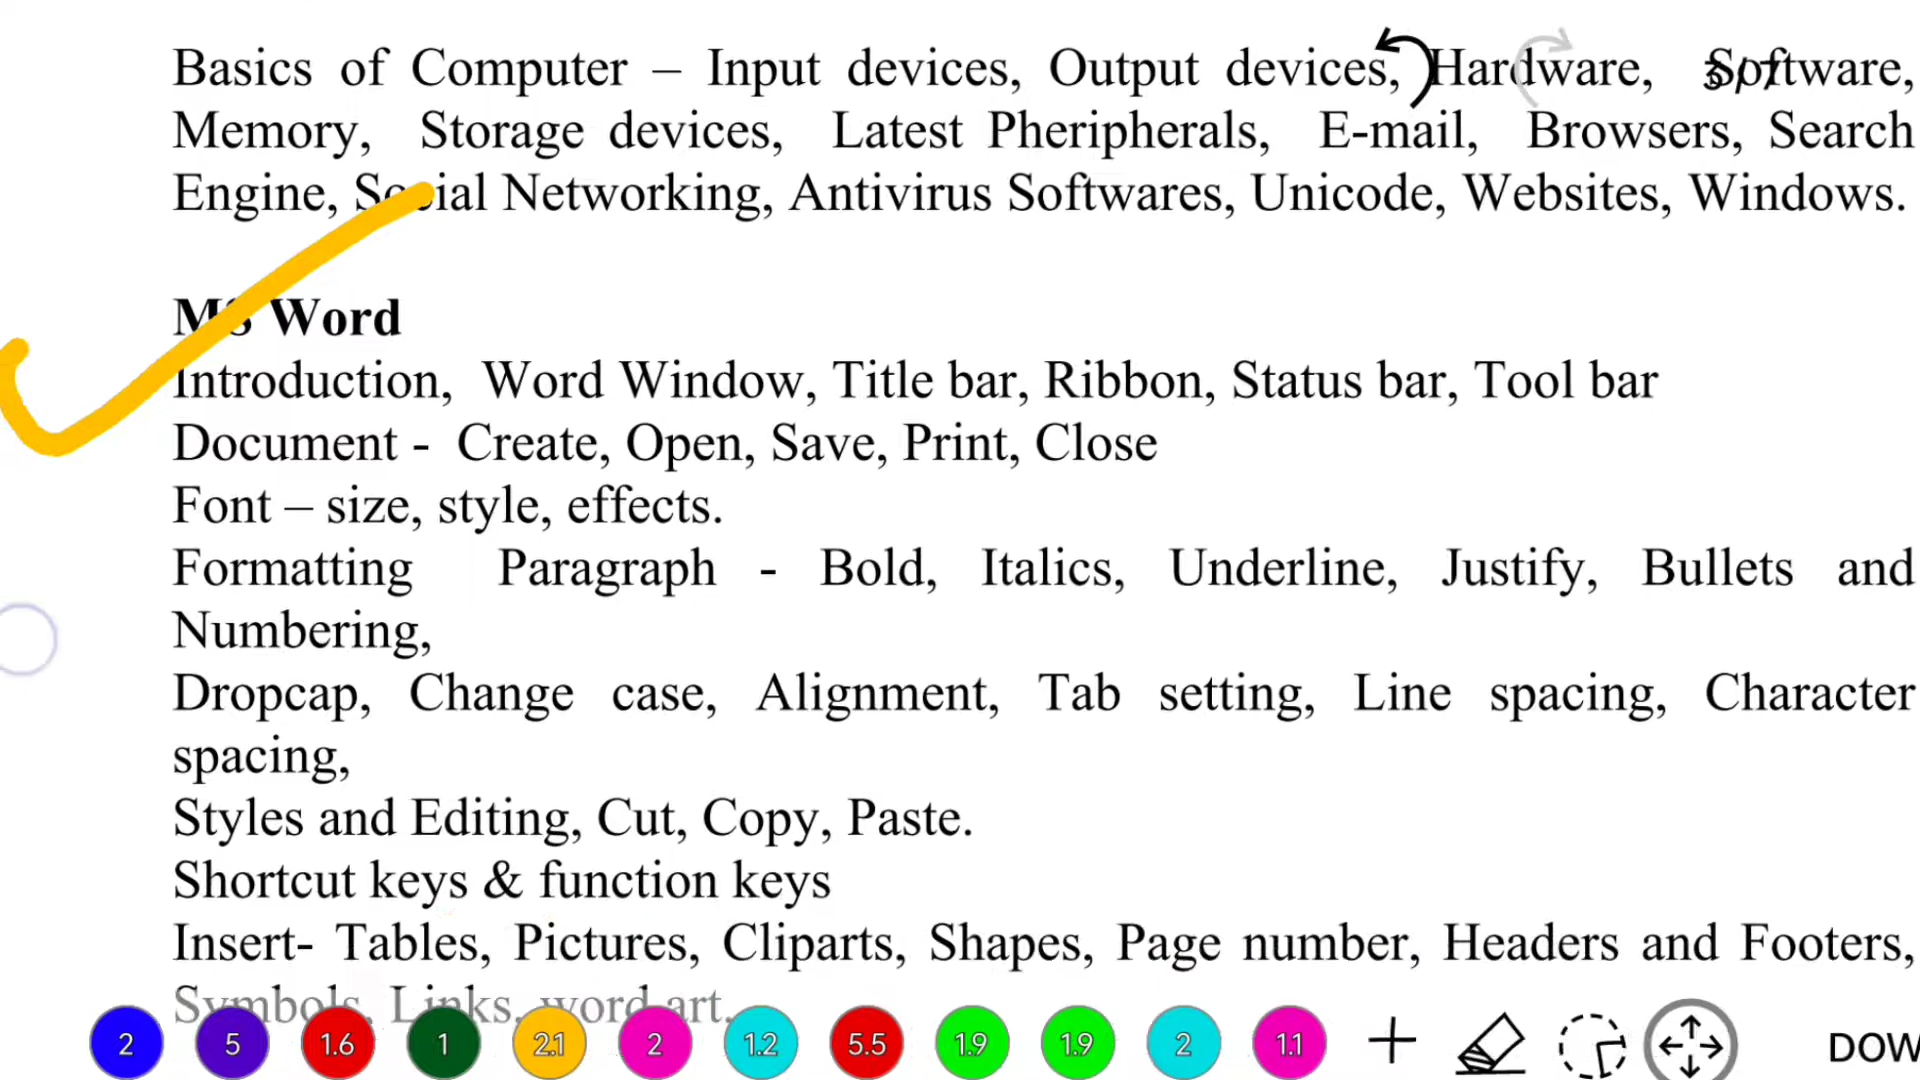 Basics of Computer – Input devices, Output devices, Hardware, Software,
3 / 7
Memory, Storage devices, Latest Pheripherals, E-mail, Browsers, Search
Engine, Social Networking, Antivirus Softwares, Unicode, Websites, Windows.
MS Word
Introduction, Word Window, Title bar, Ribbon, Status bar, Tool bar
Document - Create, Open, Save, Print, Close
Font – size, style, effects.
Formatting Paragraph - Bold, Italics, Underline, Justify, Bullets and
Numbering,
Dropcap, Change case, Alignment, Tab setting, Line spacing, Character
spacing,
Styles and Editing, Cut, Copy, Paste.
Shortcut keys & function keys
Insert- Tables, Pictures, Cliparts, Shapes, Page number, Headers and Footers,
Symbols, Links, word art.
2 5 1.6 1 2.1 2 1.2 5.5 1.9 1.9 2 1.1 DOW